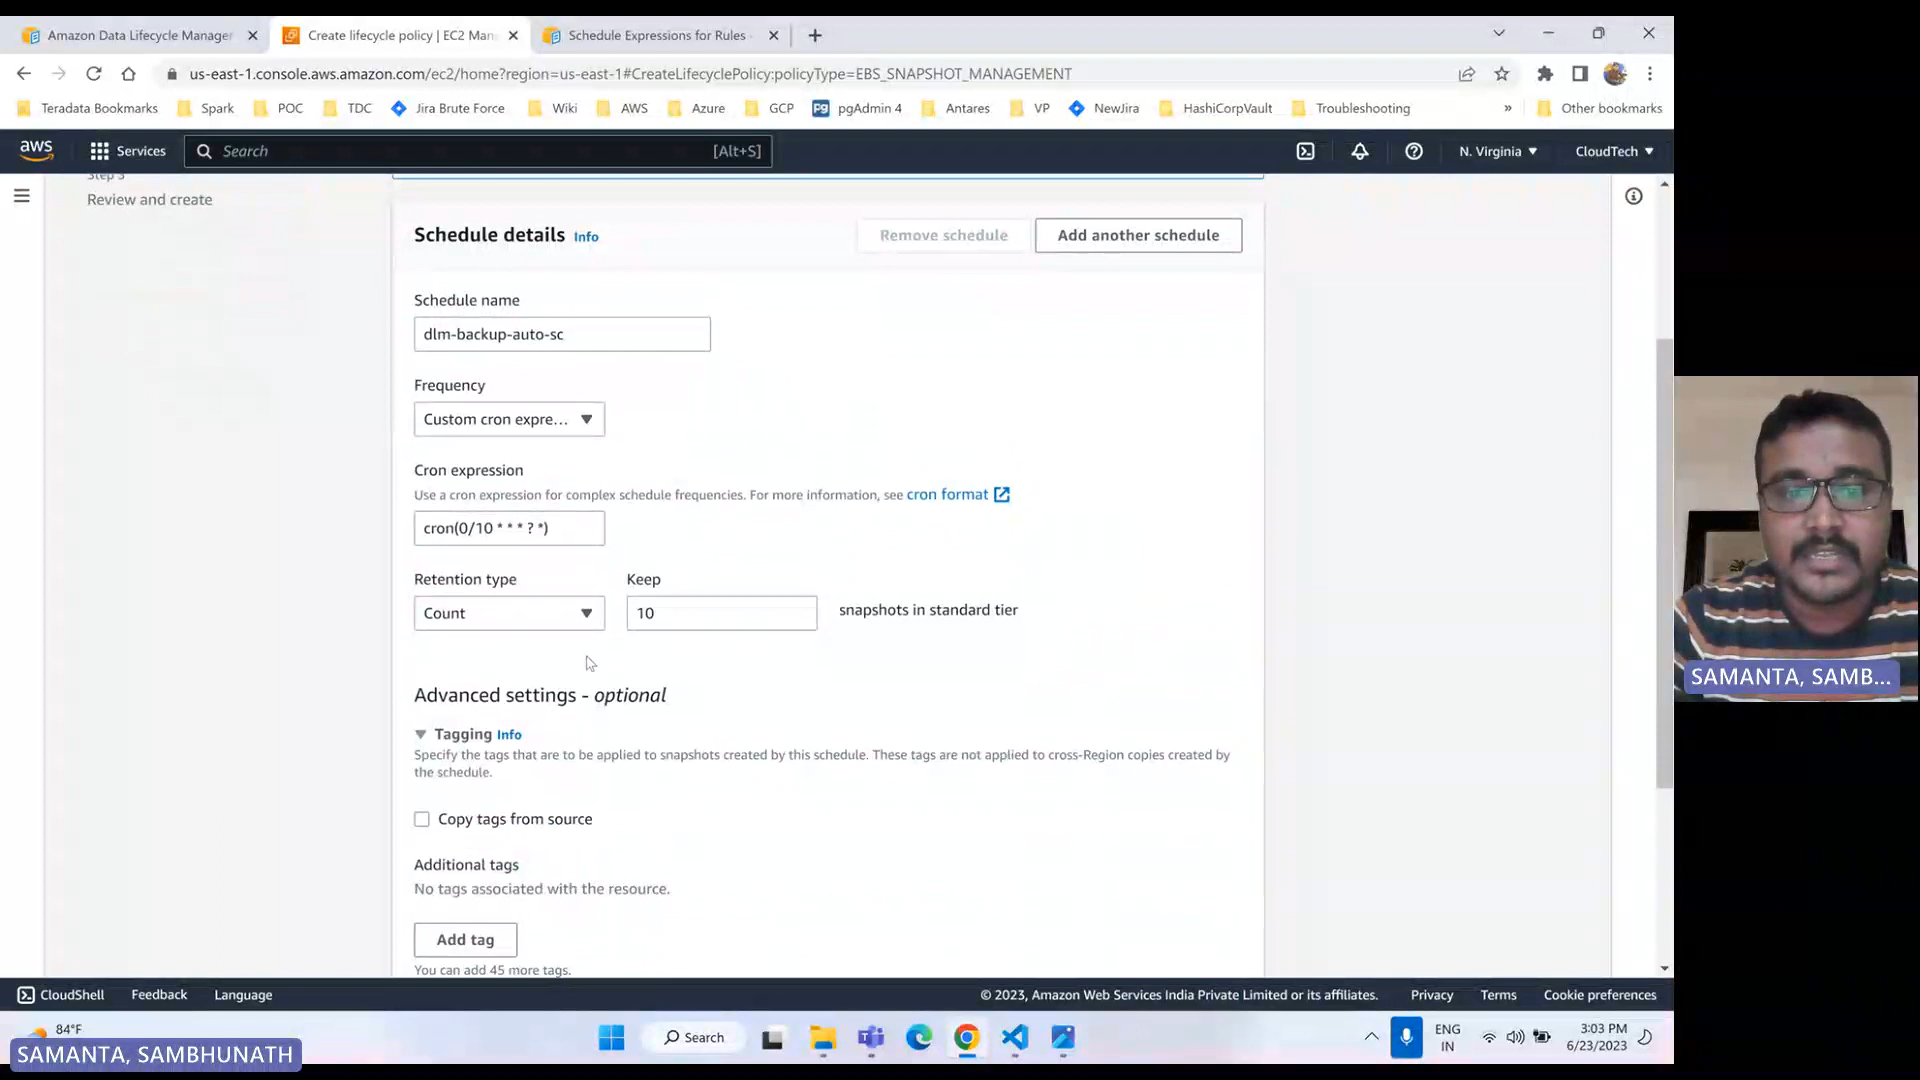 Amazon Data Lifecycle Manager
Create lifecycle policy | EC2 Man
Schedule Expressions for Rules -
us-east-1.console.aws.amazon.com/ec2/home?region=us-east-1#CreateLifecyclePolicy:policyType=EBS_SNAPSHOT_MANAGEMENT
Teradata Bookmarks
Spark
POC
TDC
Jira Brute Force
Wiki
AWS
Azure
GCP
pgAdmin 4
Antares
VP
NewJira
HashiCorpVault
Troubleshooting
»
Other bookmarks
aws
Services
Search
[Alt+S]
N. Virginia
CloudTech
Step 3
Review and create
Schedule details Info
Remove schedule
Add another schedule
Schedule name
dlm-backup-auto-sc
Frequency
Custom cron expre...
Cron expression
Use a cron expression for complex schedule frequencies. For more information, see cron format
cron(0/10 * * * ? *)
Retention type
Keep
Count
10
snapshots in standard tier
Advanced settings - optional
Tagging Info
Specify the tags that are to be applied to snapshots created by this schedule. These tags are not applied to cross-Region copies created by
the schedule.
Copy tags from source
Additional tags
No tags associated with the resource.
Add tag
You can add 45 more tags.
SAMANTA, SAMB...
CloudShell
Feedback
Language
© 2023, Amazon Web Services India Private Limited or its affiliates.
Privacy
Terms
Cookie preferences
84°F
Search
ENG
IN
3:03 PM
6/23/2023
SAMANTA, SAMBHUNATH